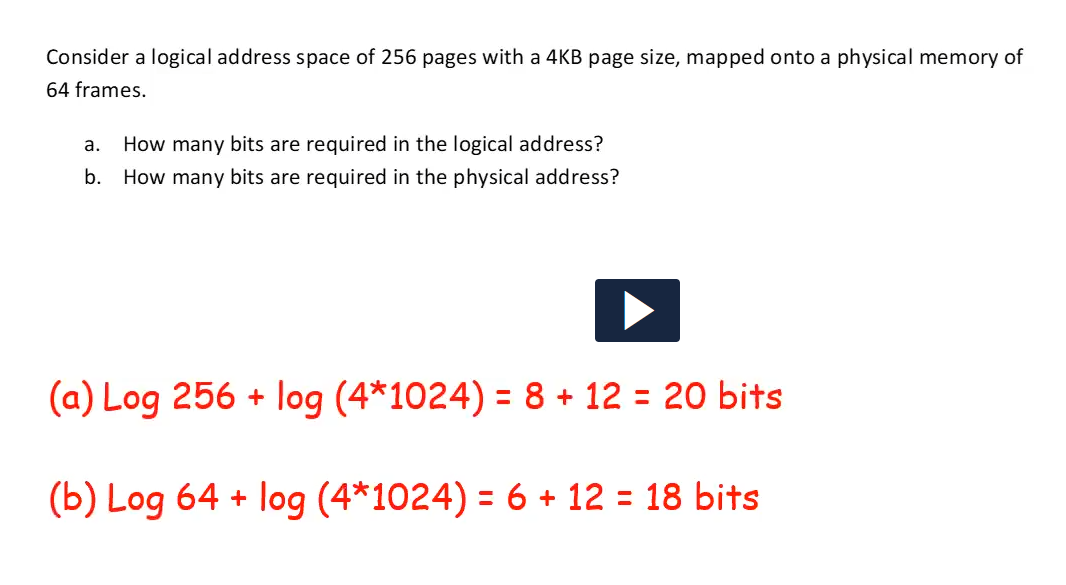 Consider a logical address space of 256 pages with a 4KB page size, mapped onto a physical memory of
64 frames.
a. How many bits are required in the logical address?
b. How many bits are required in the physical address?
(a) Log 256 + log (4*1024) = 8 + 12 = 20 bits
(b) Log 64 + log (4*1024) = 6 + 12 = 18 bits